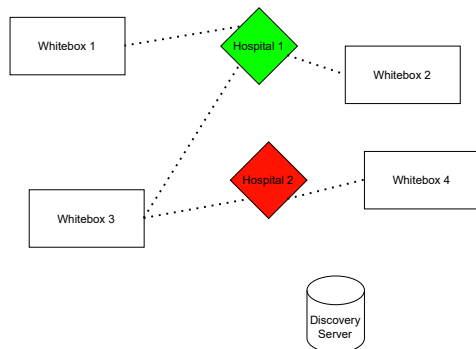 Whitebox 1
Hospital 1
Whitebox 2
Hospital 2
Whitebox 4
Whitebox 3
Discovery
Server